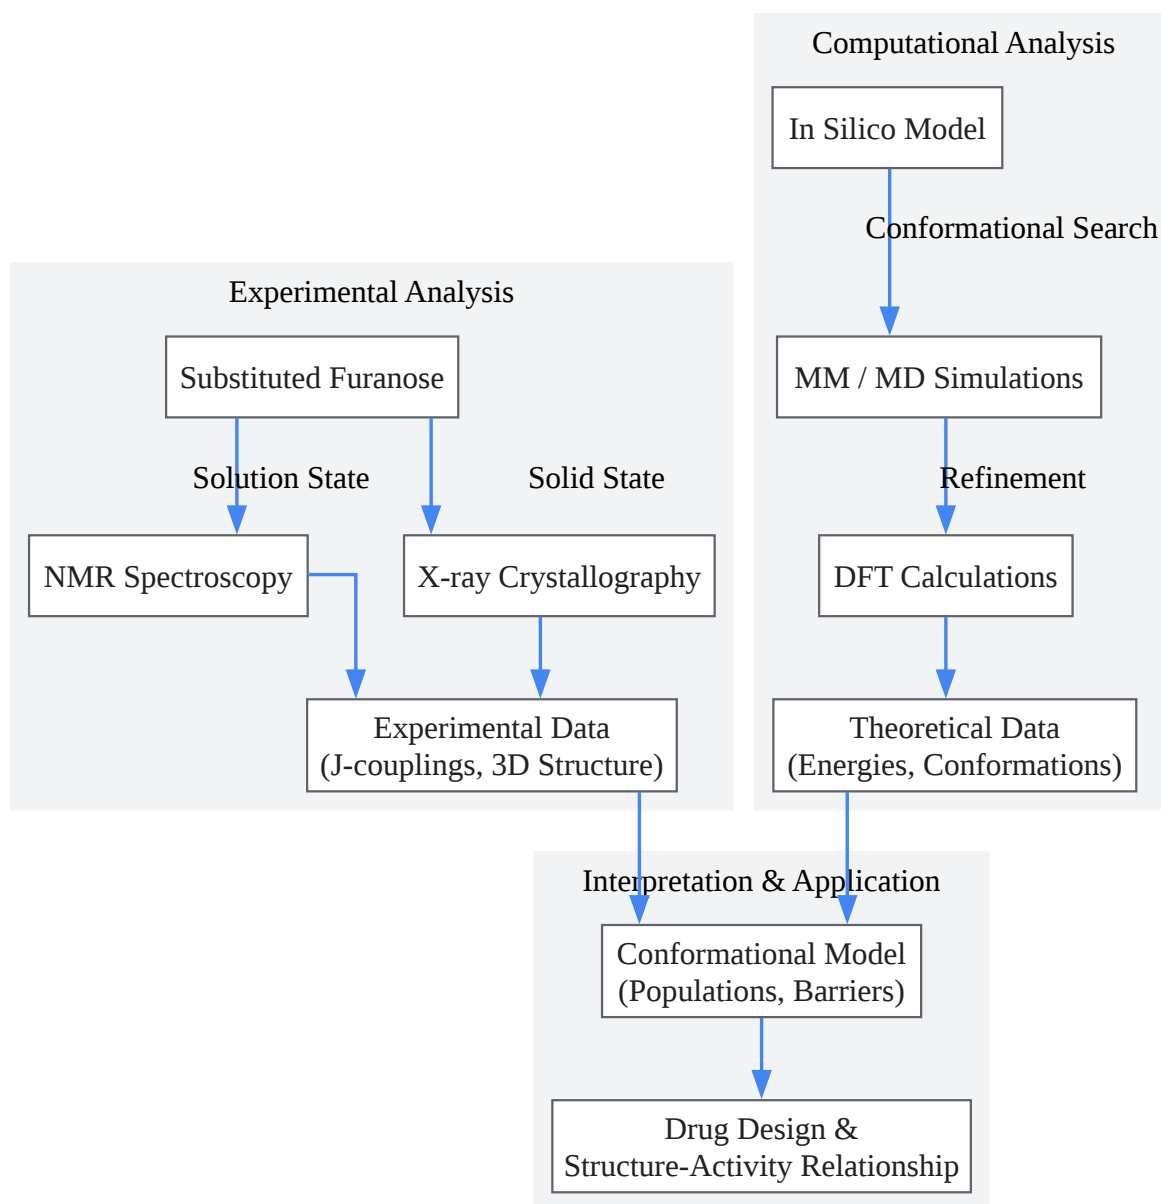 Computational Analysis
In Silico Model
Conformational Search
Experimental Analysis
Substituted Furanose
MM / MD Simulations
Solution State
Solid State
Refinement
NMR Spectroscopy
X-ray Crystallography
DFT Calculations
Experimental Data
(J-couplings, 3D Structure)
Theoretical Data
(Energies, Conformations)
Interpretation & Application
Conformational Model
(Populations, Barriers)
Drug Design &
Structure-Activity Relationship